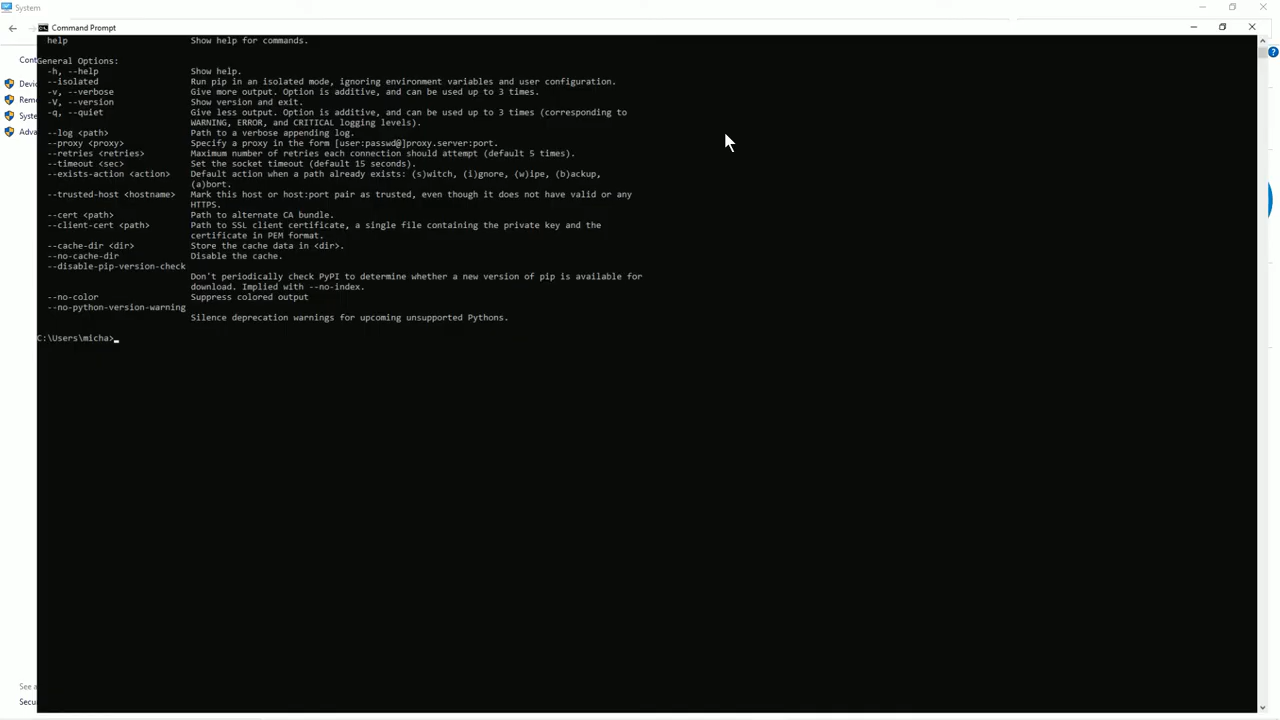 System
Command Prompt
help Show help for commands.
General Options:
-h, --help Show help.
--isolated Run pip in an isolated mode, ignoring environment variables and user configuration.
-v, --verbose Give more output. Option is additive, and can be used up to 3 times.
-V, --version Show version and exit.
-q, --quiet Give less output. Option is additive, and can be used up to 3 times (corresponding to
WARNING, ERROR, and CRITICAL logging levels).
--log <path> Path to a verbose appending log.
--proxy <proxy> Specify a proxy in the form [user:passwd@]proxy.server:port.
--retries <retries> Maximum number of retries each connection should attempt (default 5 times).
--timeout <sec> Set the socket timeout (default 15 seconds).
--exists-action <action> Default action when a path already exists: (s)witch, (i)gnore, (w)ipe, (b)ackup,
(a)bort.
--trusted-host <hostname> Mark this host or host:port pair as trusted, even though it does not have valid or any
HTTPS.
--cert <path> Path to alternate CA bundle.
--client-cert <path> Path to SSL client certificate, a single file containing the private key and the
certificate in PEM format.
--cache-dir <dir> Store the cache data in <dir>.
--no-cache-dir Disable the cache.
--disable-pip-version-check
Don't periodically check PyPI to determine whether a new version of pip is available for
download. Implied with --no-index.
--no-color Suppress colored output
--no-python-version-warning
Silence deprecation warnings for upcoming unsupported Pythons.
C:\Users\micha>